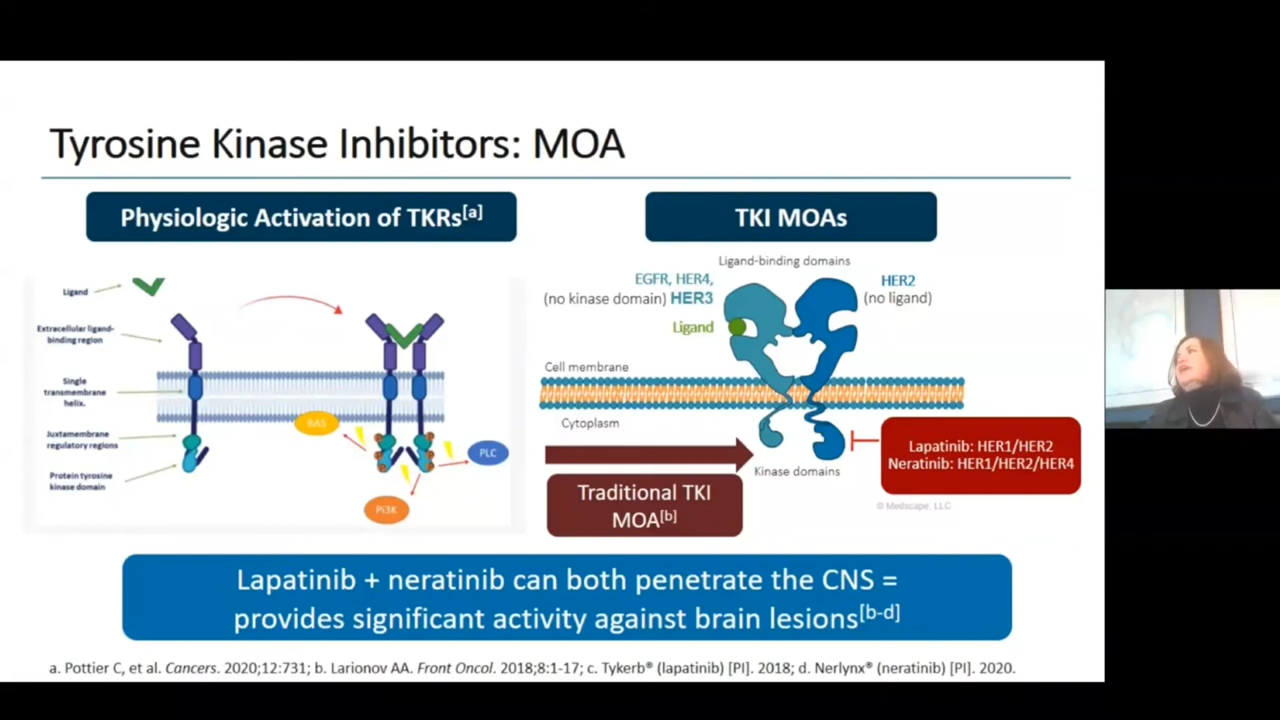 Tyrosine Kinase Inhibitors: MOA
Physiologic Activation of TKRs[a]
Ligand
Extracellular ligand-
binding region
Single
transmembrane
helix.
Juxtamembrane
regulatory regions
Protein tyrosine
kinase domain
RAS
PLC
Pi3K
TKI MOAs
Ligand-binding domains
EGFR, HER4,
(no kinase domain) HER3
HER2
(no ligand)
Ligand
Cell membrane
Cytoplasm
Kinase domains
Lapatinib: HER1/HER2
Neratinib: HER1/HER2/HER4
Traditional TKI
MOA[b]
© Medscape, LLC
Lapatinib + neratinib can both penetrate the CNS =
provides significant activity against brain lesions[b-d]
a. Pottier C, et al. Cancers. 2020;12:731; b. Larionov AA. Front Oncol. 2018;8:1-17; c. Tykerb® (lapatinib) [PI]. 2018; d. Nerlynx® (neratinib) [PI]. 2020.